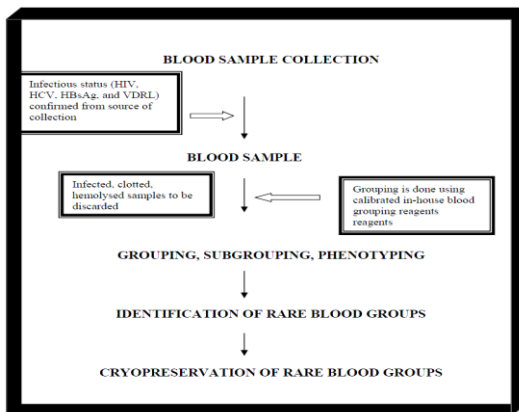 BLOOD SAMPLE COLLECTION
Infectious status (HIV,
HCV, HBsAg, and VDRL)
confirmed from source of
collection
BLOOD SAMPLE
Infected, clotted,
hemolysed samples to be
discarded
Grouping is done using
calibrated in-house blood
grouping reagents
reagents
GROUPING, SUBGROUPING, PHENOTYPING
IDENTIFICATION OF RARE BLOOD GROUPS
CRYOPRESERVATION OF RARE BLOOD GROUPS